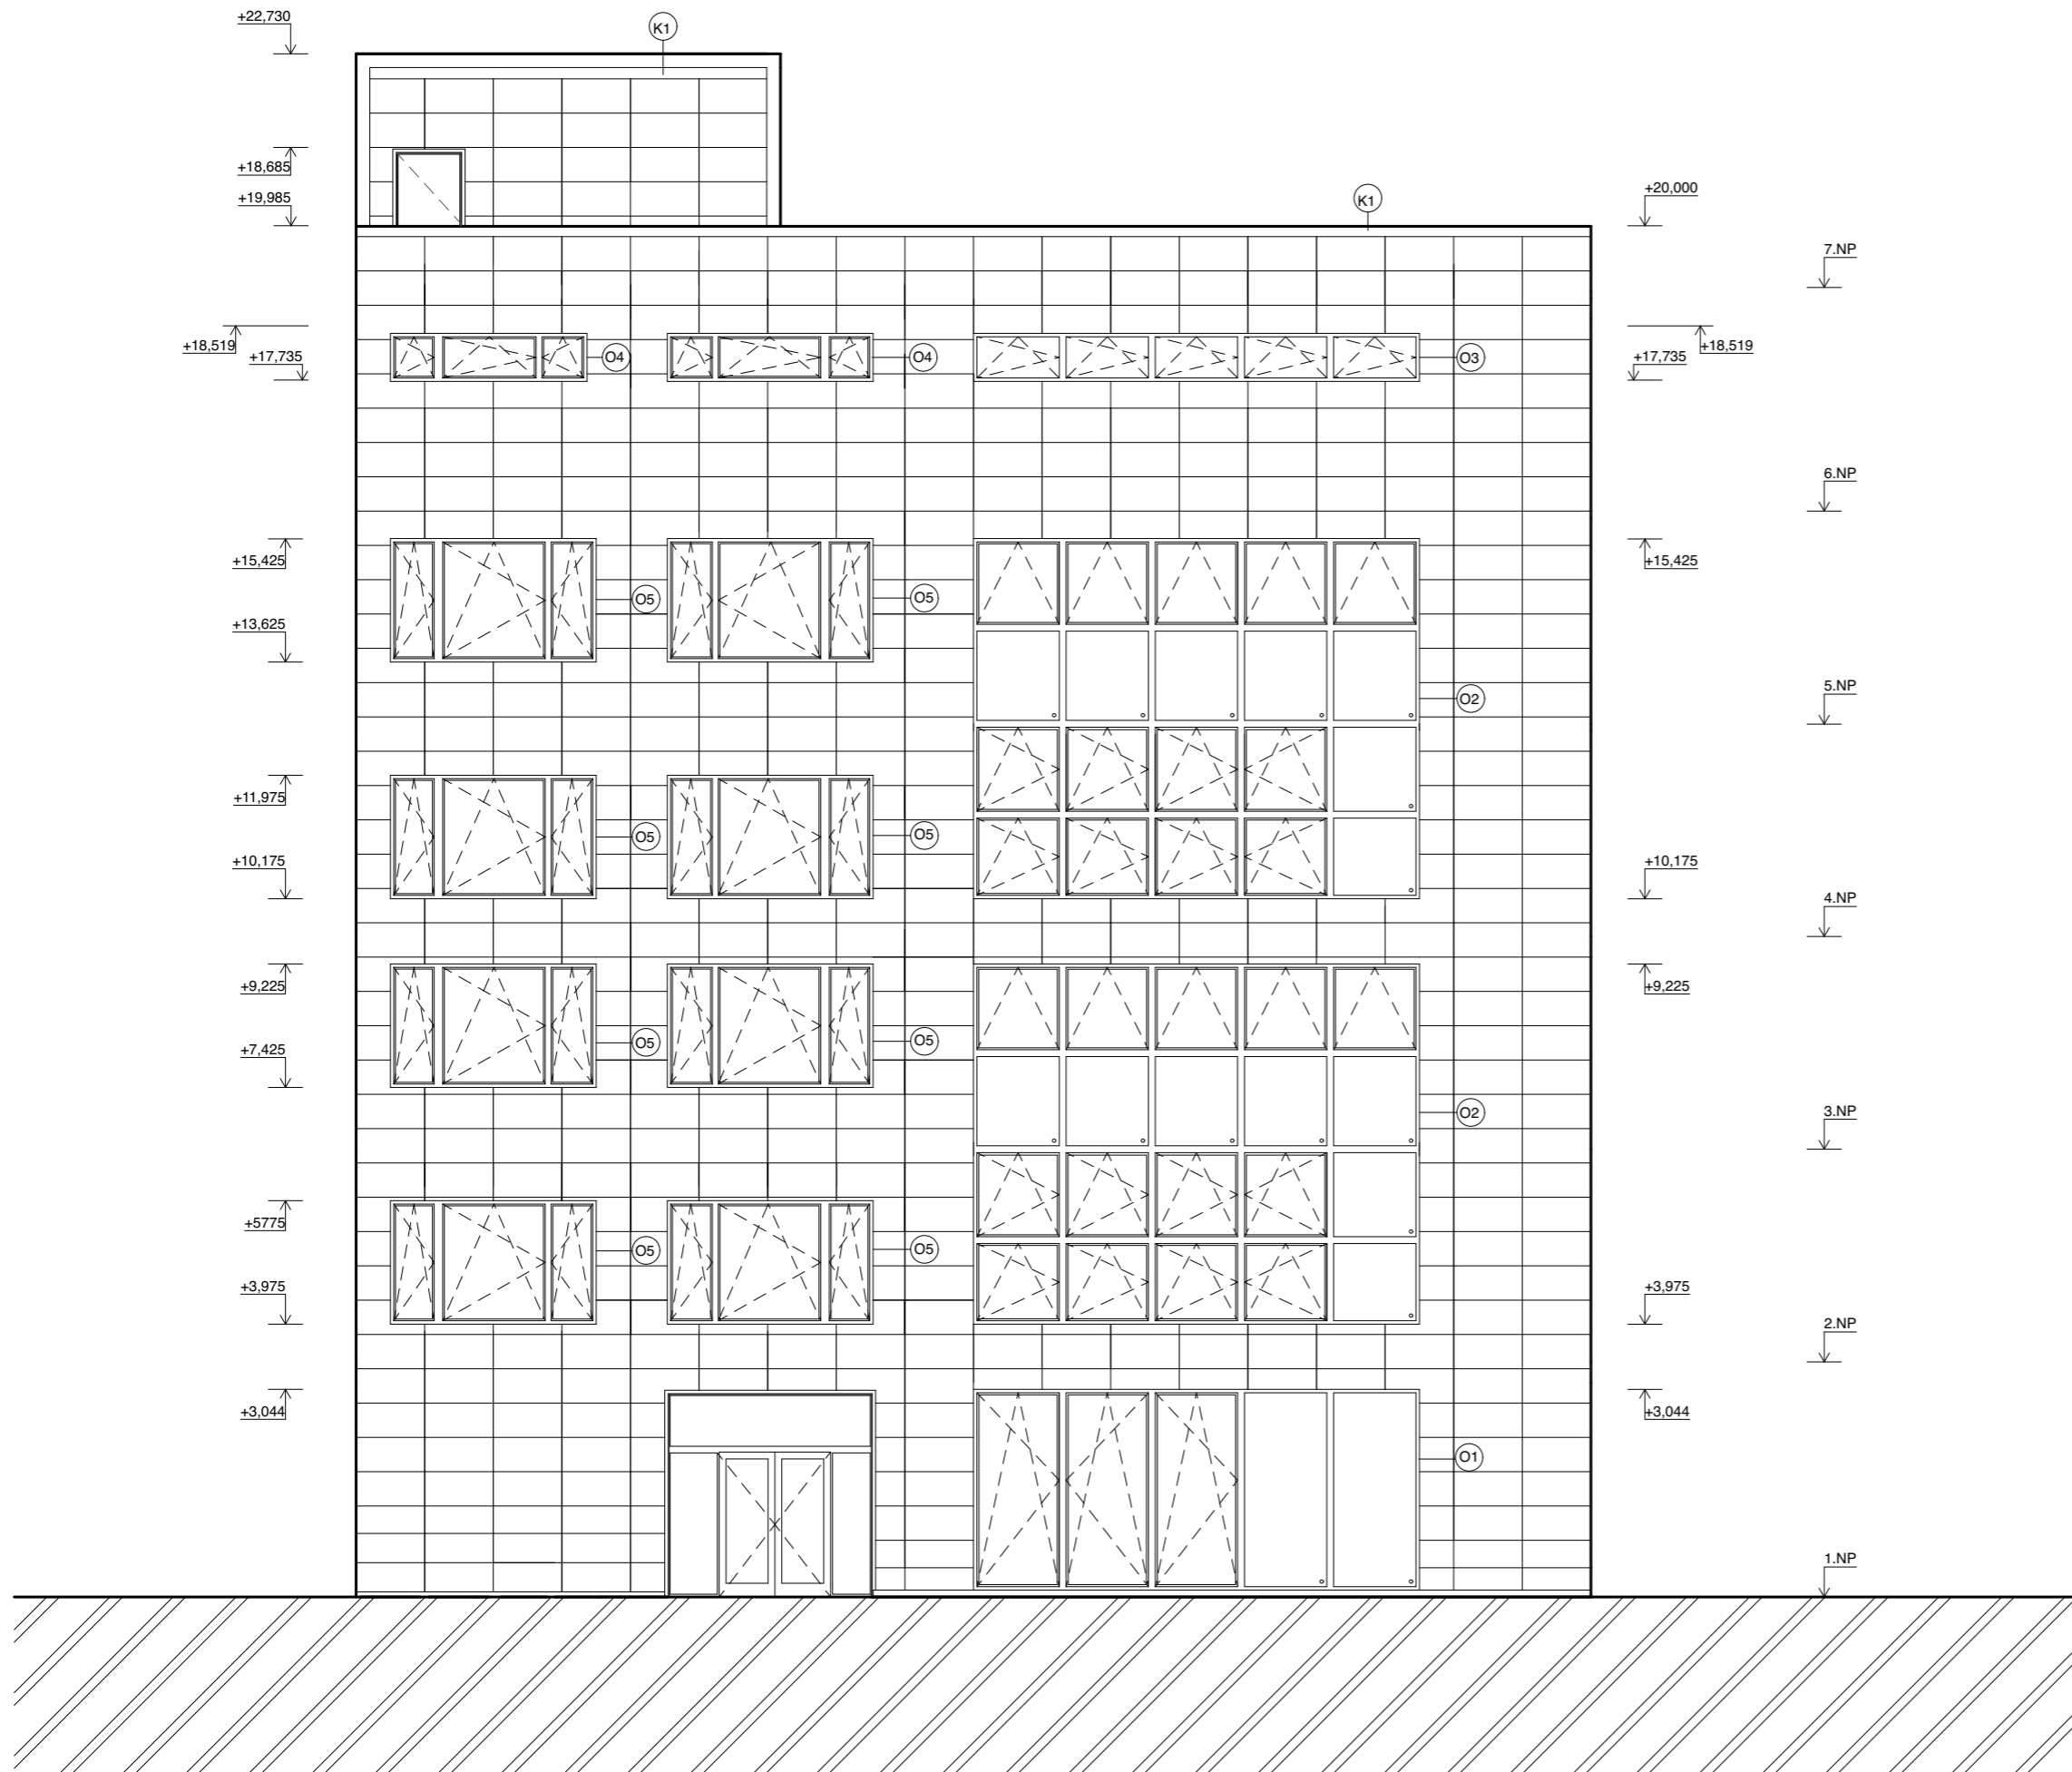 +22,730
K1
+18,685
+19,985
K1
+20,000
7.NP
+18,519
+17,735
O4
O4
O3
+17,735
+18,519
6.NP
+15,425
+15,425
O5
O5
+13,625
5.NP
O2
+11,975
O5
O5
+10,175
+10,175
4.NP
+9,225
+9,225
O5
O5
+7,425
3.NP
O2
+5775
O5
O5
+3,975
+3,975
2.NP
+3,044
+3,044
O1
1.NP